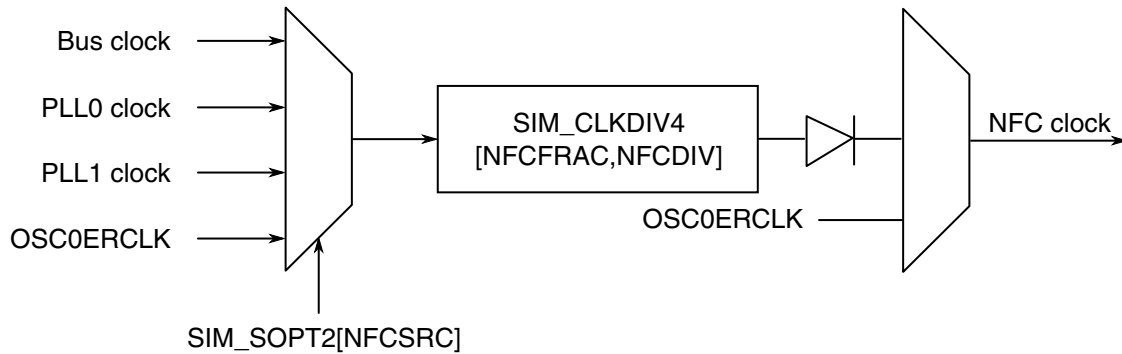 Bus clock
PLL0 clock
PLL1 clock
OSC0ERCLK
SIM_SOPT2[NFCSRC]
SIM_CLKDIV4
[NFCFRAC,NFCDIV]
OSC0ERCLK
NFC clock